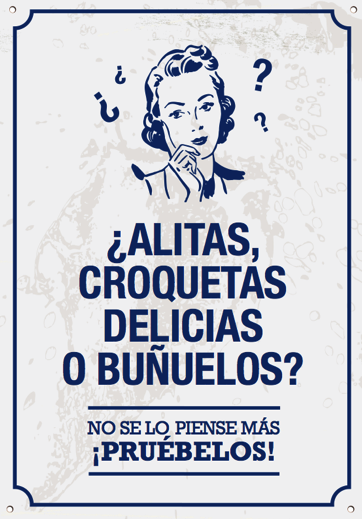 ¿ ¿ ? ?
¿ALITAS,
CROQUETAS
DELICIAS
O BUÑUELOS?
NO SE LO PIENSE MÁS
¡PRUÉBELOS!